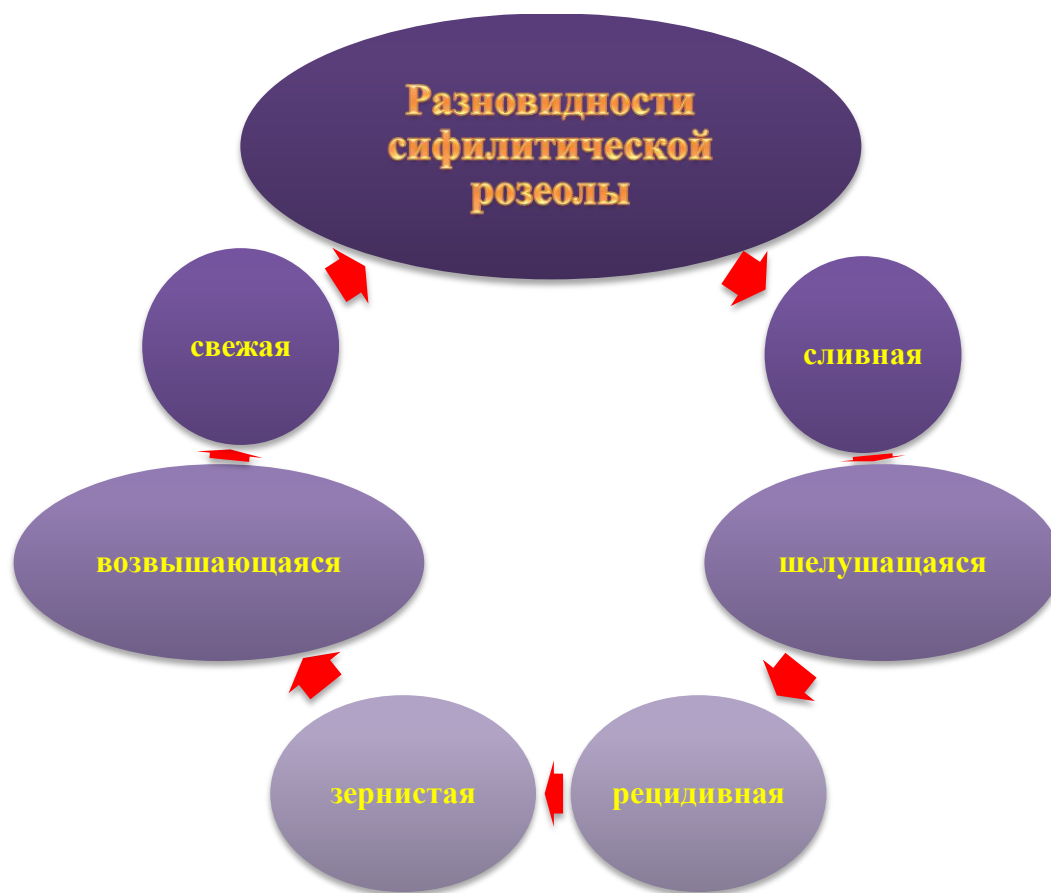 Разновидности
сифилитической
розеолы
свежая
сливная
возвышающаяся
шелушащаяся
зернистая
рецидивная